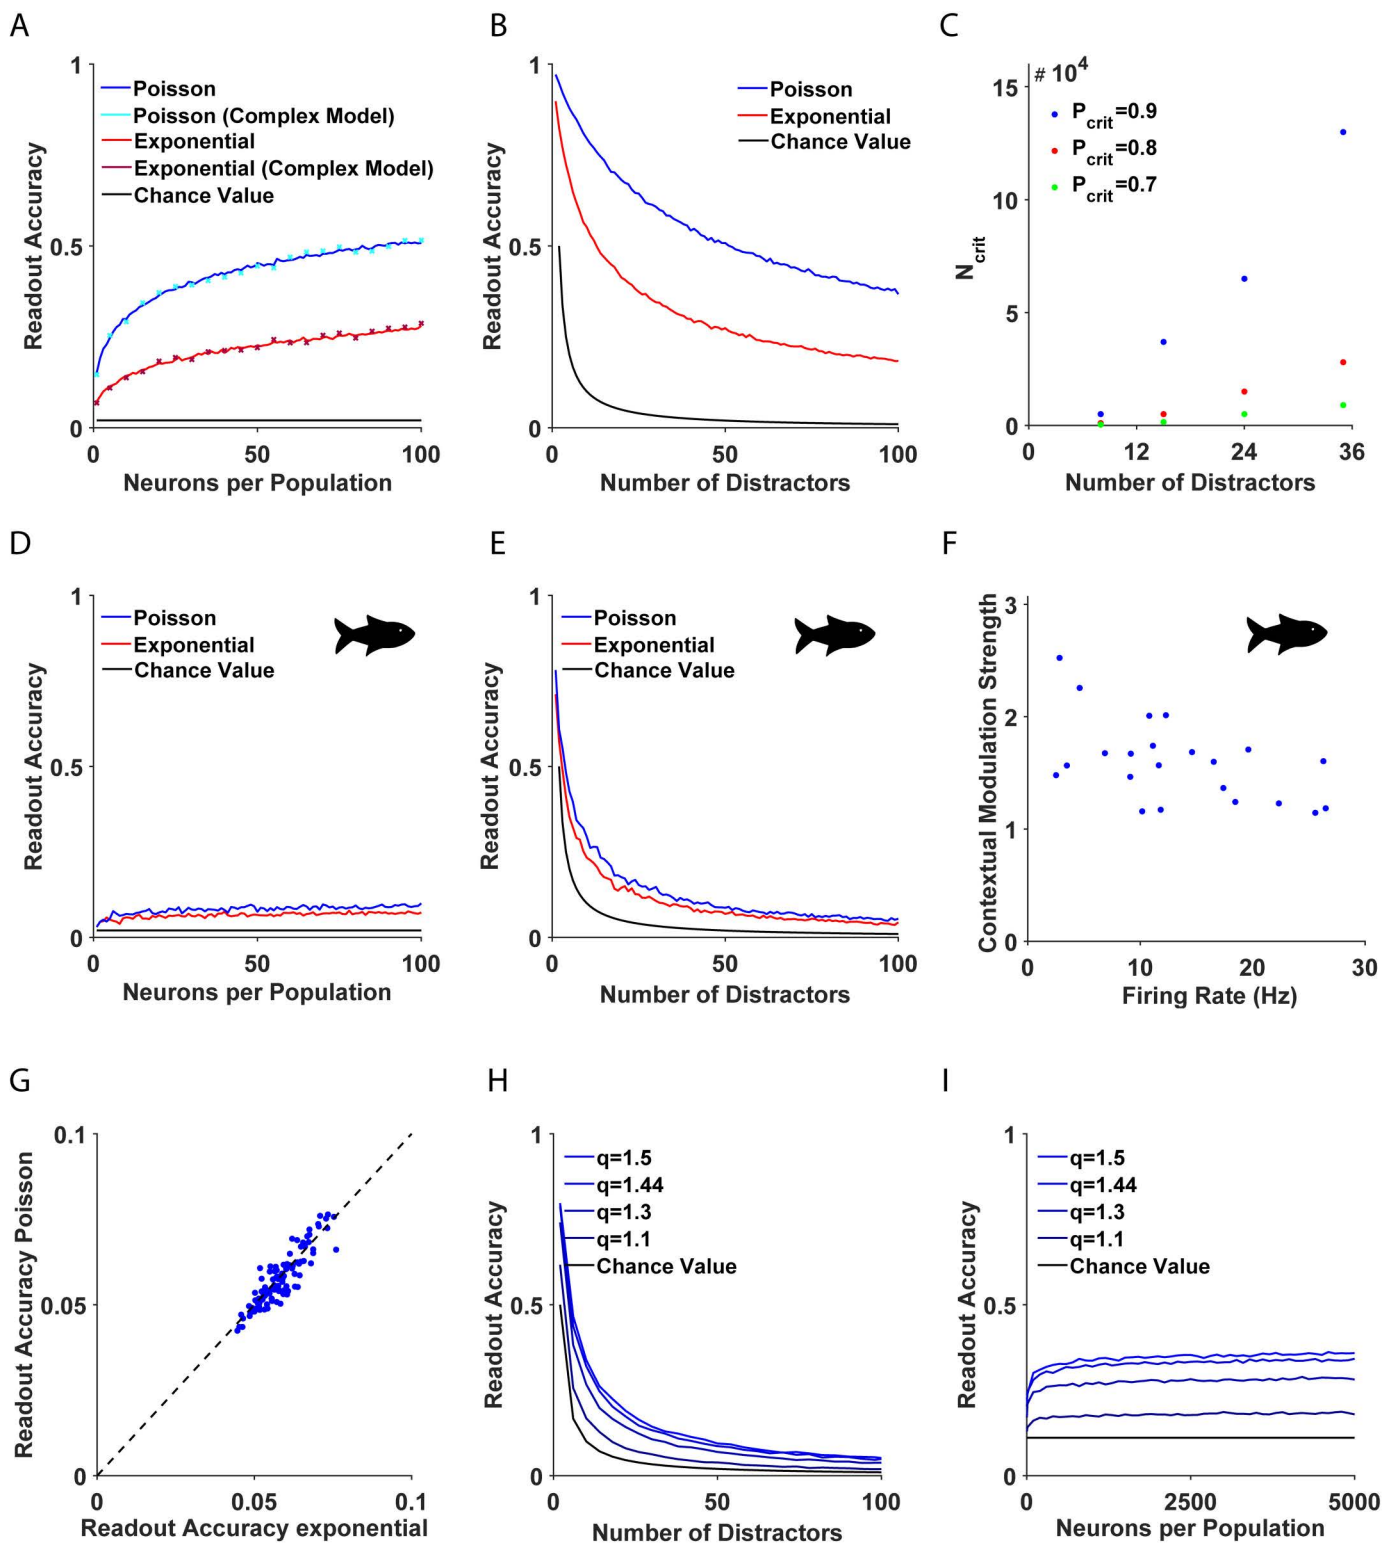 A
1
Poisson
Poisson (Complex Model)
Exponential
Exponential (Complex Model)
Chance Value
0.5
0
0 50 100
Readout Accuracy
Neurons per Population
B
1
Poisson
Exponential
Chance Value
0.5
0
0 50 100
Readout Accuracy
Number of Distractors
C
# 10^4
15
10
5
0
P_crit=0.9
P_crit=0.8
P_crit=0.7
0 12 24 36
N_crit
Number of Distractors
D
1
Poisson
Exponential
Chance Value
0.5
0
0 50 100
Readout Accuracy
Neurons per Population
E
1
Poisson
Exponential
Chance Value
0.5
0
0 50 100
Readout Accuracy
Number of Distractors
F
3
2
1
0
0 10 20 30
Contextual Modulation Strength
Firing Rate (Hz)
G
0.1
0.05
0
0 0.05 0.1
Readout Accuracy Poisson
Readout Accuracy exponential
H
1
q=1.5
q=1.44
q=1.3
q=1.1
Chance Value
0.5
0
0 50 100
Readout Accuracy
Number of Distractors
I
1
q=1.5
q=1.44
q=1.3
q=1.1
Chance Value
0.5
0
0 2500 5000
Readout Accuracy
Neurons per Population